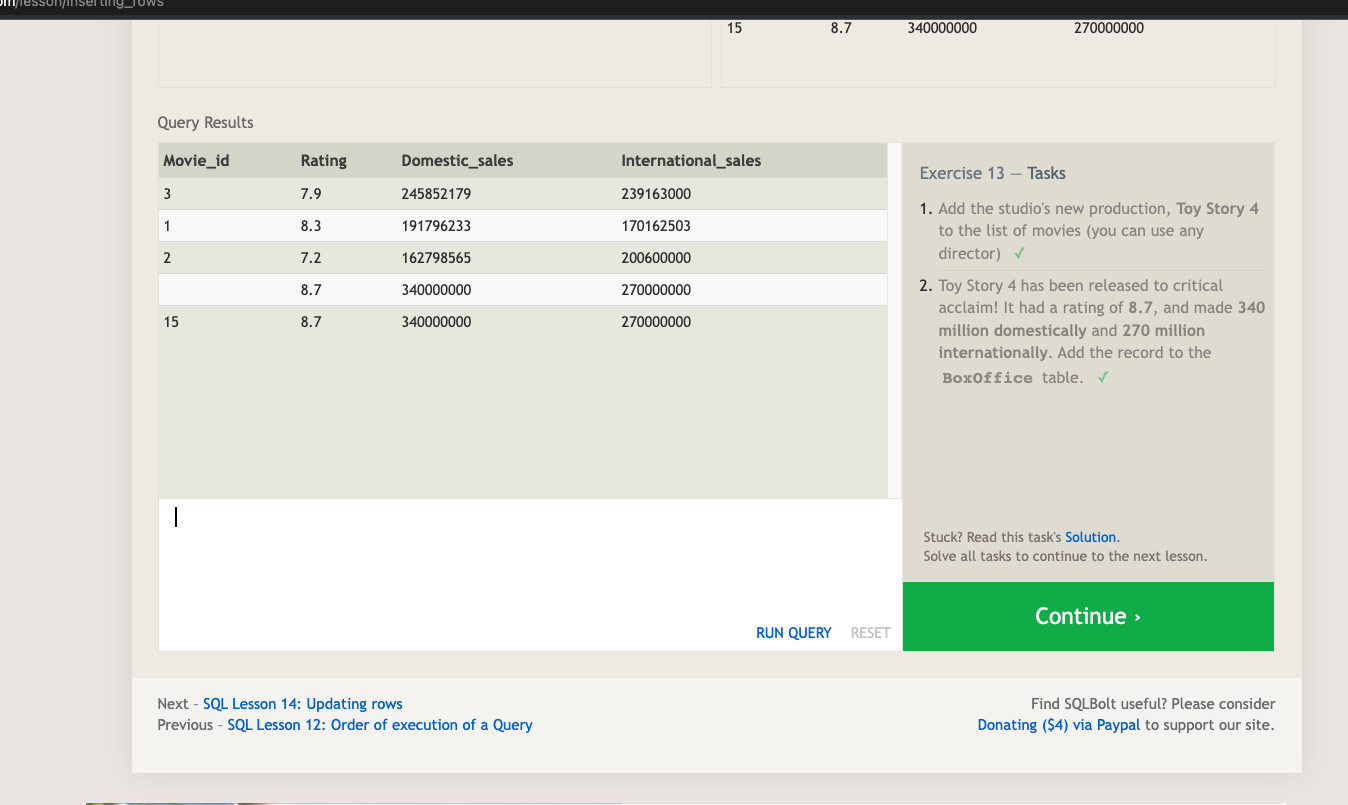 om/lesson/inserting_rows
15 8.7 340000000 270000000
Query Results
Movie_id Rating Domestic_sales International_sales
3 7.9 245852179 239163000
1 8.3 191796233 170162503
2 7.2 162798565 200600000
8.7 340000000 270000000
15 8.7 340000000 270000000
Exercise 13 — Tasks
1. Add the studio's new production, Toy Story 4
to the list of movies (you can use any
director) ✓
2. Toy Story 4 has been released to critical
acclaim! It had a rating of 8.7, and made 340
million domestically and 270 million
internationally. Add the record to the
BoxOffice table. ✓
Stuck? Read this task's Solution.
Solve all tasks to continue to the next lesson.
RUN QUERY RESET
Continue ›
Next - SQL Lesson 14: Updating rows
Previous - SQL Lesson 12: Order of execution of a Query
Find SQLBolt useful? Please consider
Donating ($4) via Paypal to support our site.